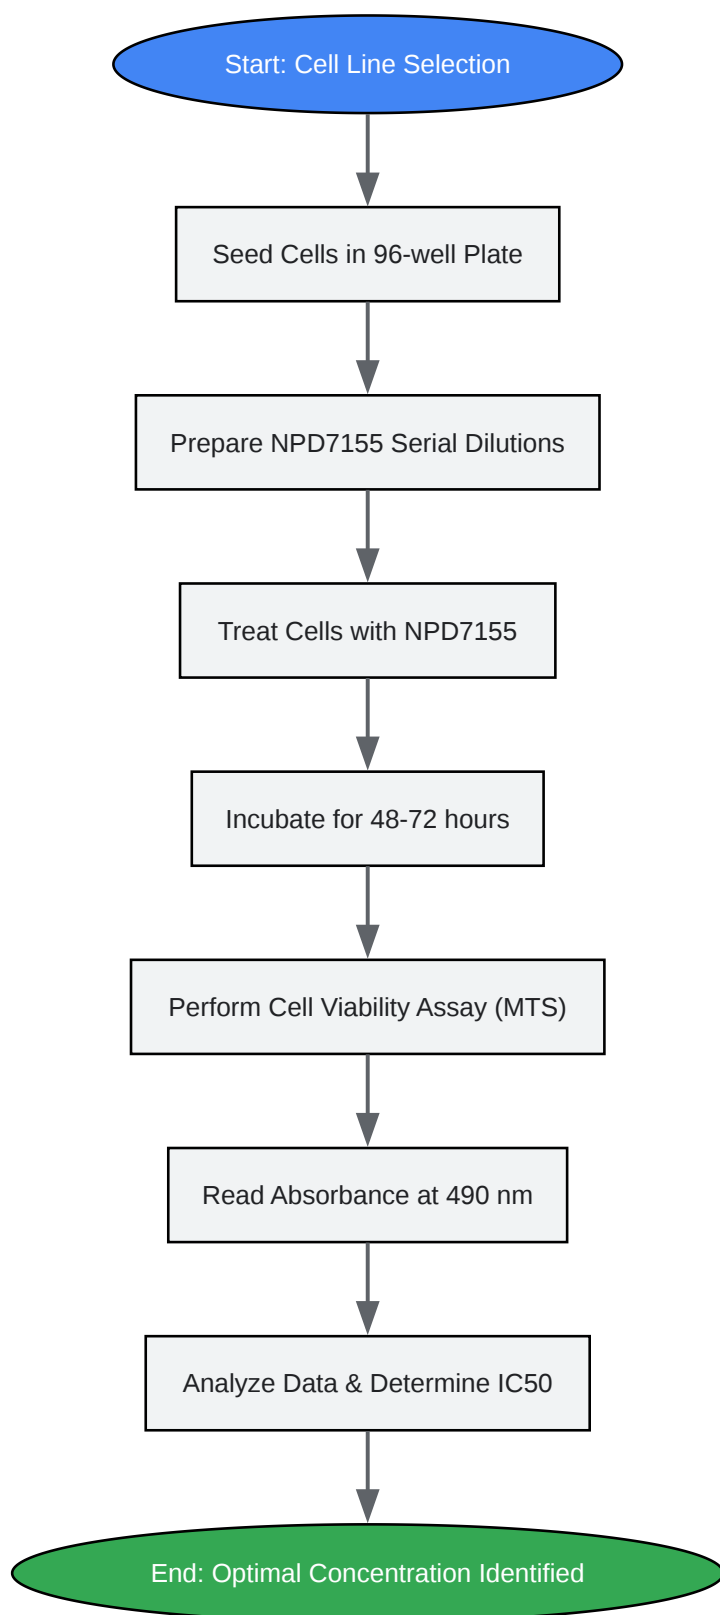 Start: Cell Line Selection
Seed Cells in 96-well Plate
Prepare NPD7155 Serial Dilutions
Treat Cells with NPD7155
Incubate for 48-72 hours
Perform Cell Viability Assay (MTS)
Read Absorbance at 490 nm
Analyze Data & Determine IC50
End: Optimal Concentration Identified